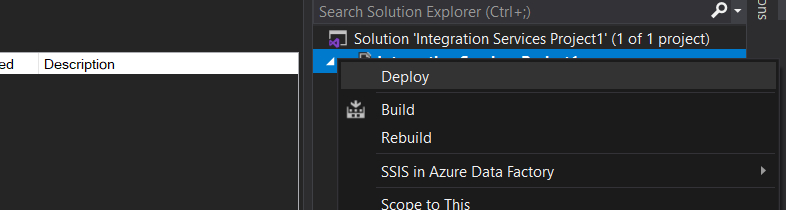 Search Solution Explorer (Ctrl+;)
suc
Solution 'Integration Services Project1' (1 of 1 project)
ed Description
Deploy
Build
Rebuild
SSIS in Azure Data Factory
Scope to This